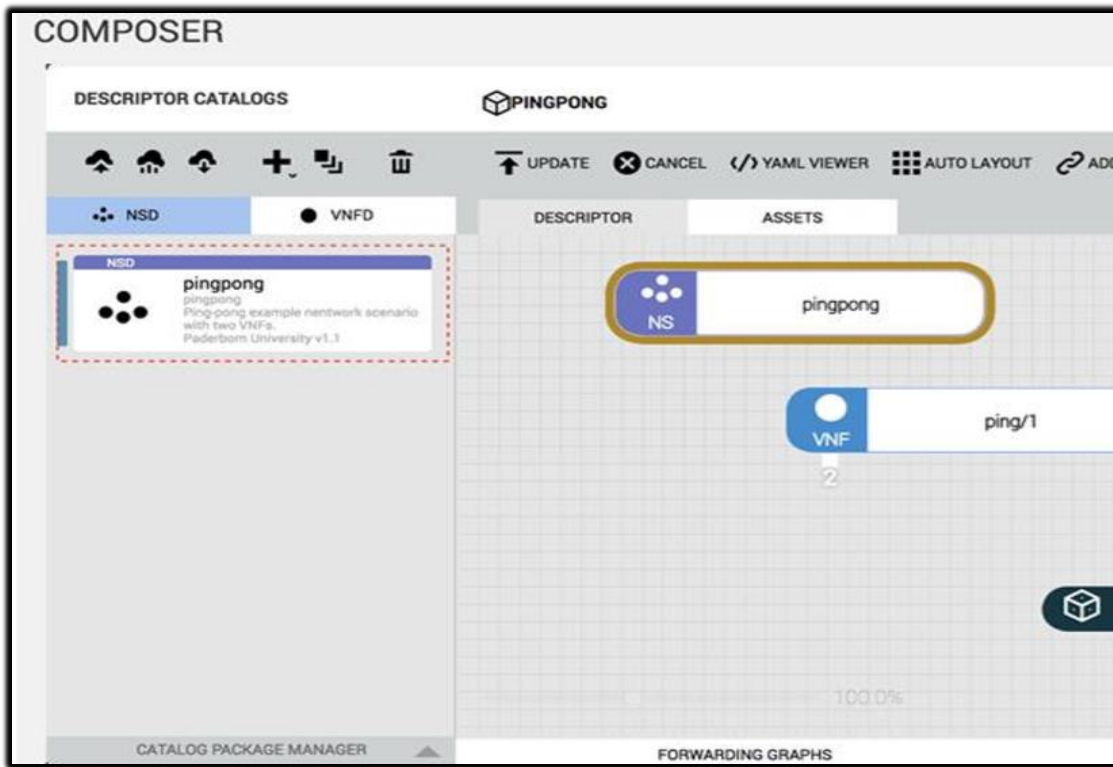 COMPOSER
DESCRIPTOR CATALOGS
PINGPONG
UPDATE CANCEL </> YAML VIEWER AUTO LAYOUT ADD
NSD VNFD
DESCRIPTOR ASSETS
NSD
pingpong
pingpong
Ping-pong example nentwork scenario
with two VNFs.
Paderborn University v1.1
NS pingpong
VNF ping/1
2
100.0%
CATALOG PACKAGE MANAGER
FORWARDING GRAPHS